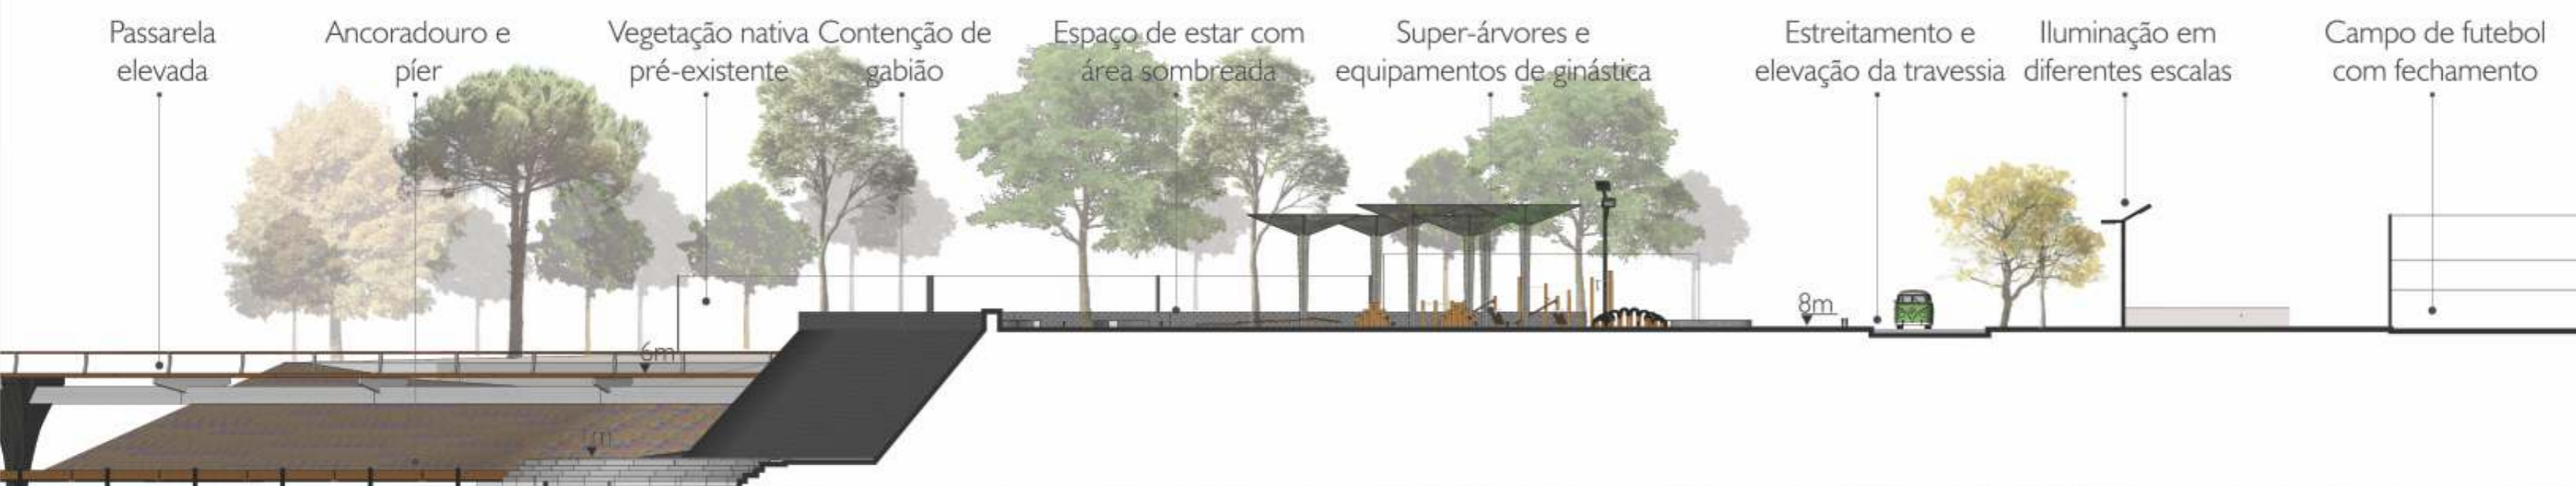 Passarela
elevada
Ancoradouro e
píer
Vegetação nativa
pré-existente
Contenção de
gabião
Espaço de estar com
área sombreada
Super-árvores e
equipamentos de ginástica
Estreitamento e
elevação da travessia
Iluminação em
diferentes escalas
Campo de futebol
com fechamento
8m
6m
1m